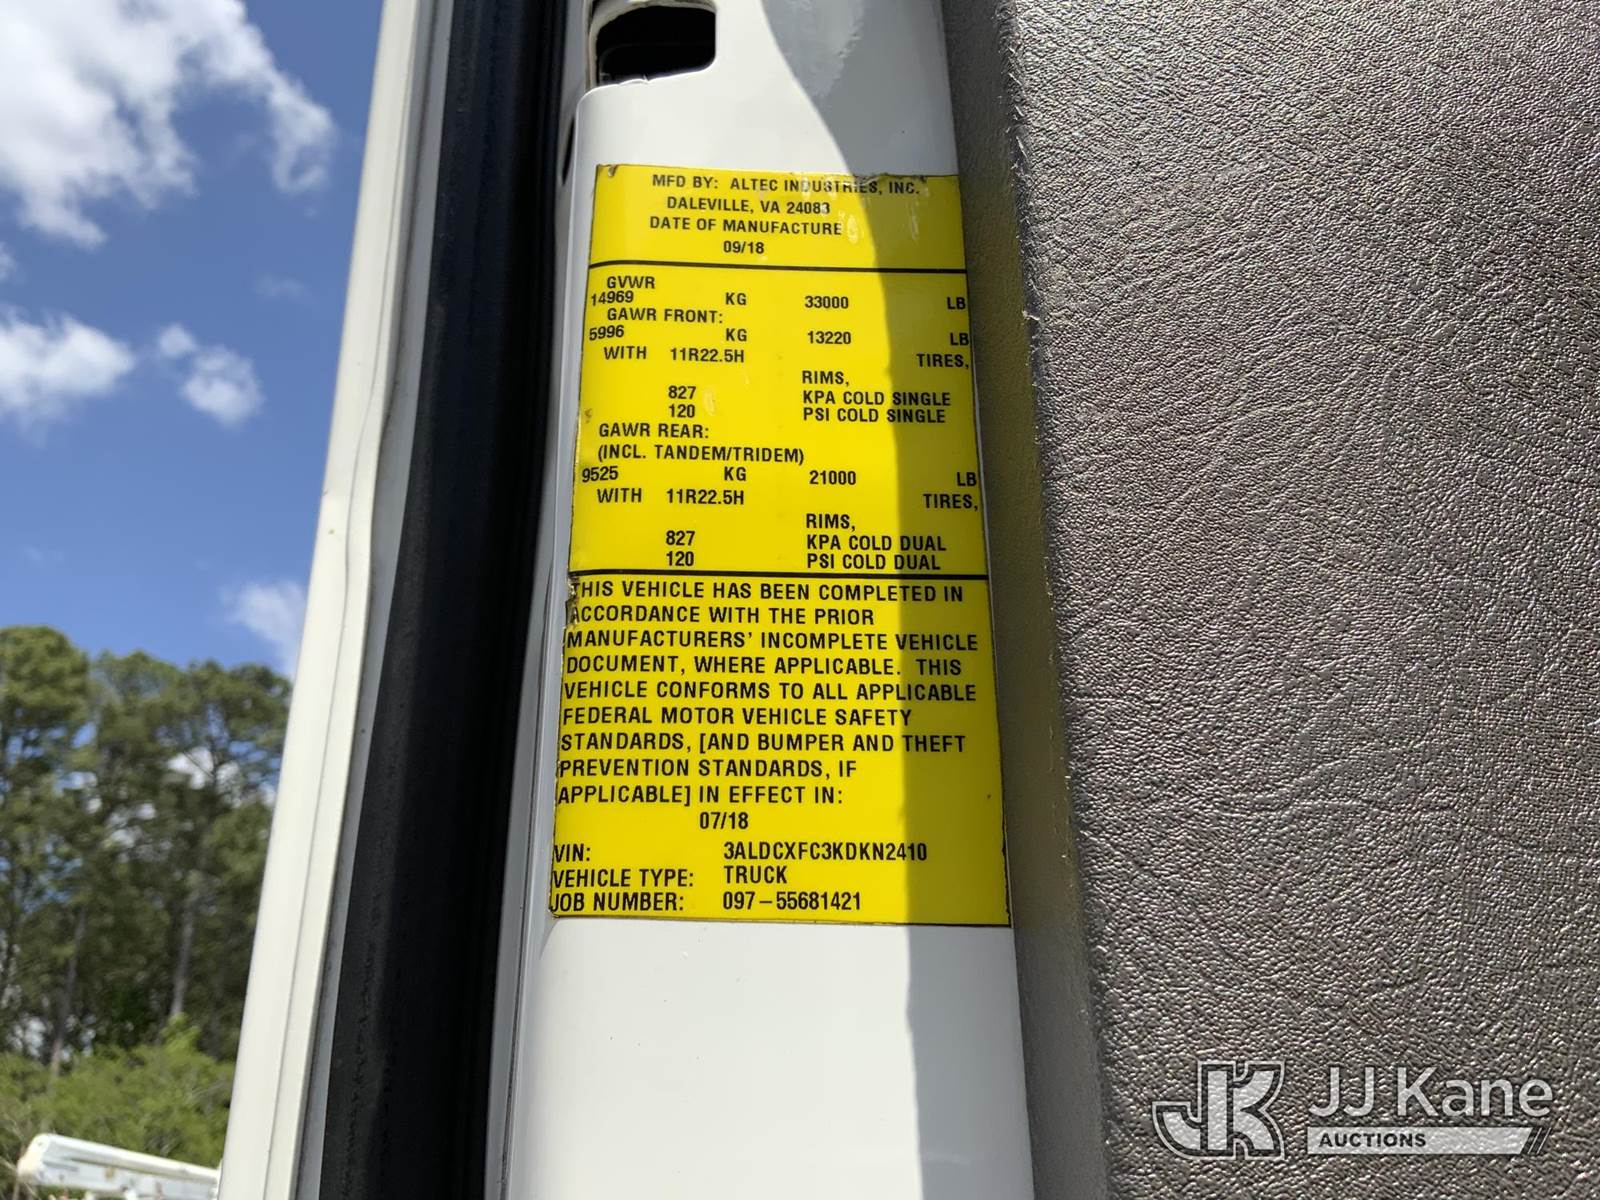 MFD BY: ALTEC INDUSTRIES, INC.
DALEVILLE, VA 24083
DATE OF MANUFACTURE
09/18
GVWR
14969 KG 33000 LB
GAWR FRONT:
5996 KG 13220 LB
WITH 11R22.5H TIRES,
RIMS,
827 KPA COLD SINGLE
120 PSI COLD SINGLE
GAWR REAR:
(INCL. TANDEM/TRIDEM)
9525 KG 21000 LB
WITH 11R22.5H TIRES,
RIMS,
827 KPA COLD DUAL
120 PSI COLD DUAL
THIS VEHICLE HAS BEEN COMPLETED IN
ACCORDANCE WITH THE PRIOR
MANUFACTURERS' INCOMPLETE VEHICLE
DOCUMENT, WHERE APPLICABLE. THIS
VEHICLE CONFORMS TO ALL APPLICABLE
FEDERAL MOTOR VEHICLE SAFETY
STANDARDS, [AND BUMPER AND THEFT
PREVENTION STANDARDS, IF
APPLICABLE] IN EFFECT IN:
07/18
VIN: 3ALDCXFC3KDKN2410
VEHICLE TYPE: TRUCK
JOB NUMBER: 097-55681421
JK JJ Kane
AUCTIONS